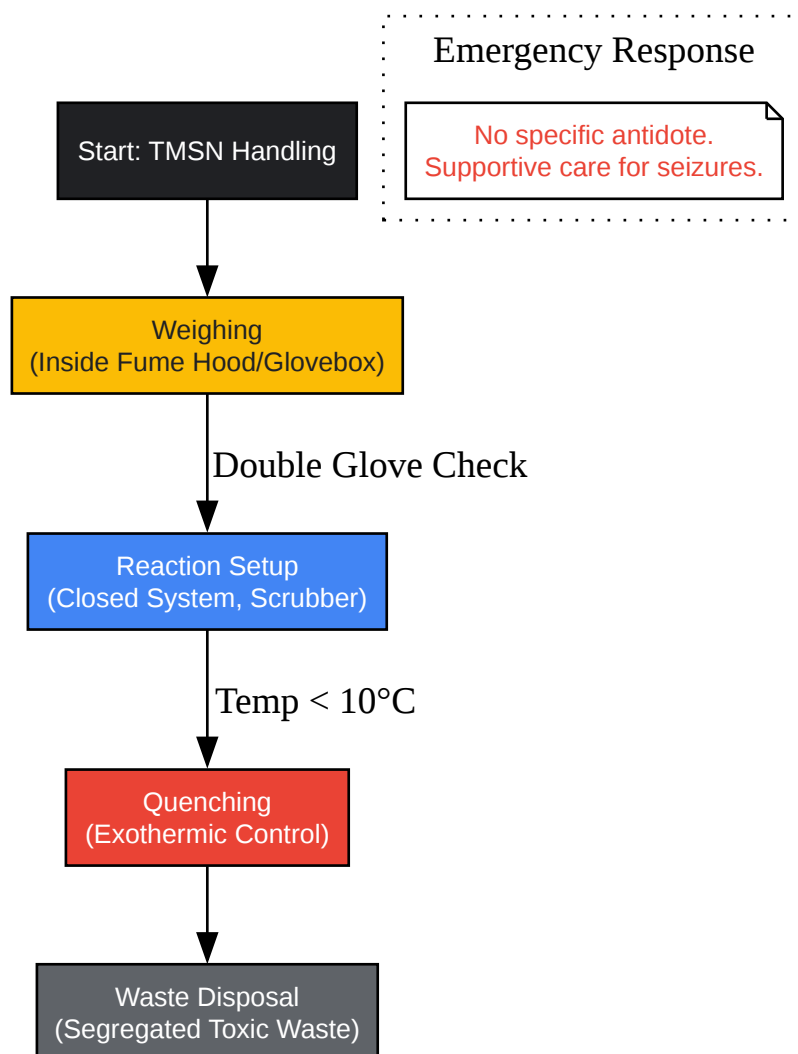 Emergency Response
No specific antidote.
Supportive care for seizures.
Start: TMSN Handling
Weighing
(Inside Fume Hood/Glovebox)
Double Glove Check
Reaction Setup
(Closed System, Scrubber)
Temp < 10°C
Quenching
(Exothermic Control)
Waste Disposal
(Segregated Toxic Waste)